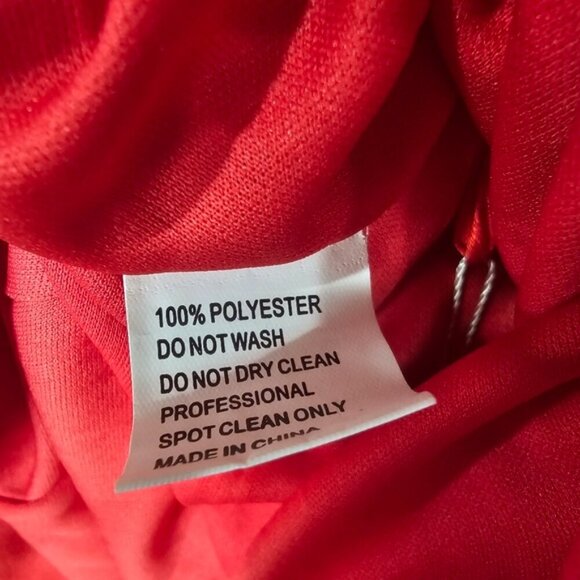 100% POLYESTER
DO NOT WASH
DO NOT DRY CLEAN
PROFESSIONAL
SPOT CLEAN ONLY
MADE IN CHINA